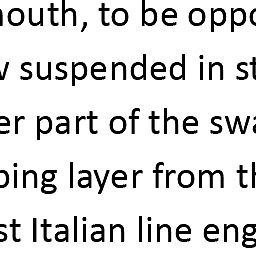 mouth, to be oppo
v suspended in st
er part of the swa
ping layer from th
st Italian line eng